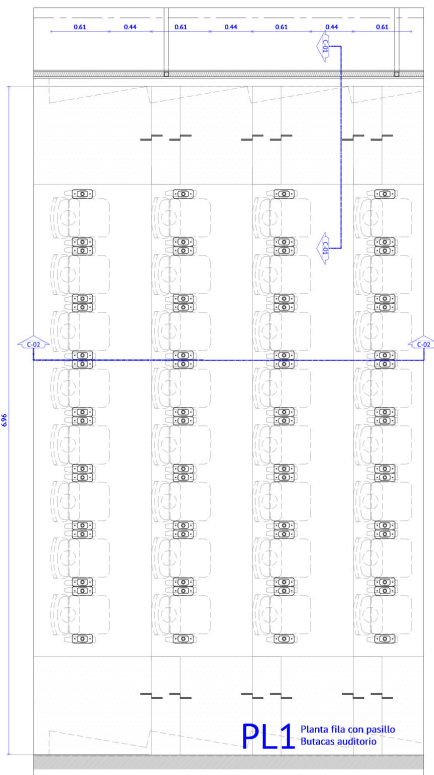 0.61 0.44 0.61 0.44 0.61 0.44 0.61
C-01
C-01
C-02 C-02
6.96
PL1 Planta fila con pasillo
Butacas auditorio